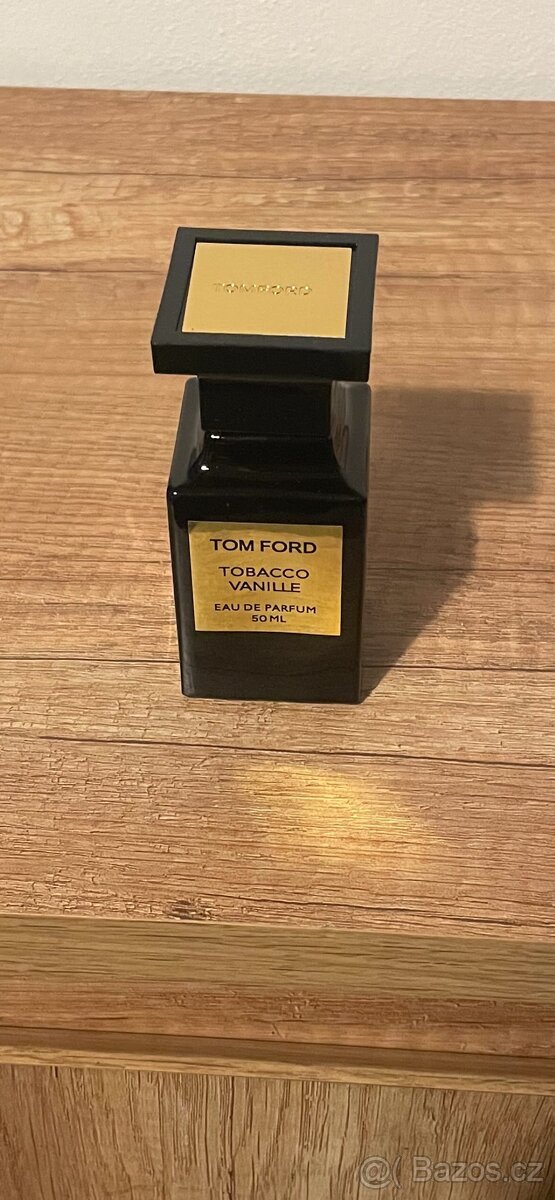 TOM FORD
TOM FORD
TOBACCO
VANILLE
EAU DE PARFUM
50 ML
@ Bazos.cz